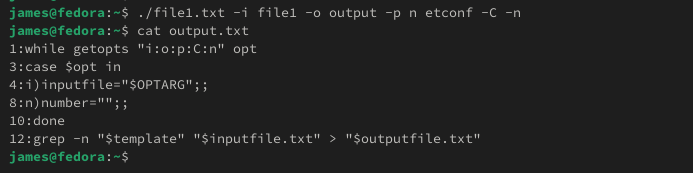 james@fedora:~$ ./file1.txt -i file1 -o output -p n etconf -C -n
james@fedora:~$ cat output.txt
1:while getopts "i:o:p:C:n" opt
3:case $opt in
4:i)inputfile="$OPTARG";;
8:n)number="";;
10:done
12:grep -n "$template" "$inputfile.txt" > "$outputfile.txt"
james@fedora:~$